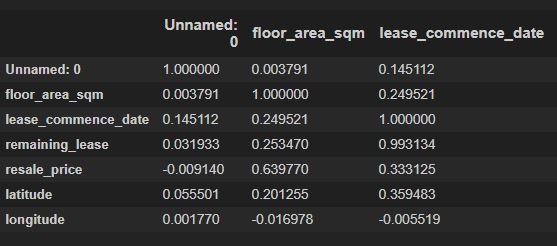 Unnamed: 0 floor_area_sqm lease_commence_date
Unnamed: 0 1.000000 0.003791 0.145112
floor_area_sqm 0.003791 1.000000 0.249521
lease_commence_date 0.145112 0.249521 1.000000
remaining_lease 0.031933 0.253470 0.993134
resale_price -0.009140 0.639770 0.333125
latitude 0.055501 0.201255 0.359483
longitude 0.001770 -0.016978 -0.005519